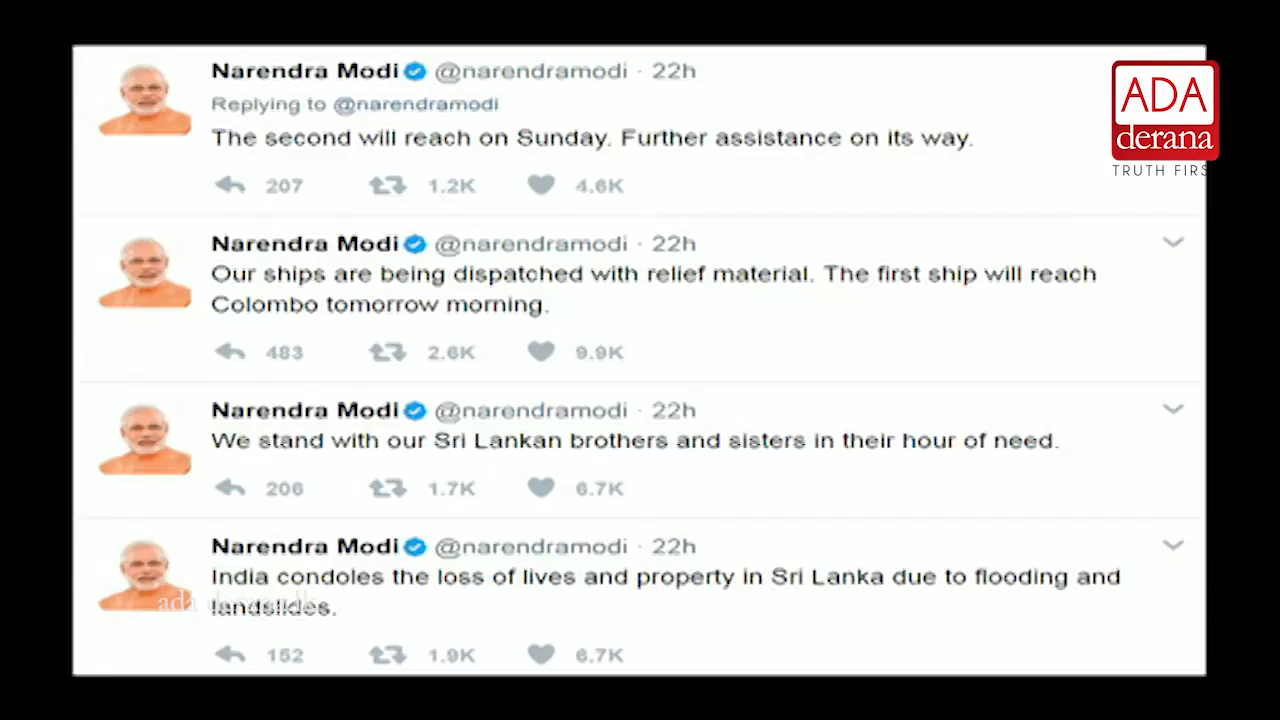 Narendra Modi @narendramodi · 22h
Replying to @narendramodi
The second will reach on Sunday. Further assistance on its way.
207 1.2K 4.6K
Narendra Modi @narendramodi · 22h
Our ships are being dispatched with relief material. The first ship will reach
Colombo tomorrow morning.
483 2.6K 9.9K
Narendra Modi @narendramodi · 22h
We stand with our Sri Lankan brothers and sisters in their hour of need.
206 1.7K 6.7K
Narendra Modi @narendramodi · 22h
India condoles the loss of lives and property in Sri Lanka due to flooding and
landslides.
152 1.9K 6.7K
ADA
derana
TRUTH FIRS
ada derana.lk